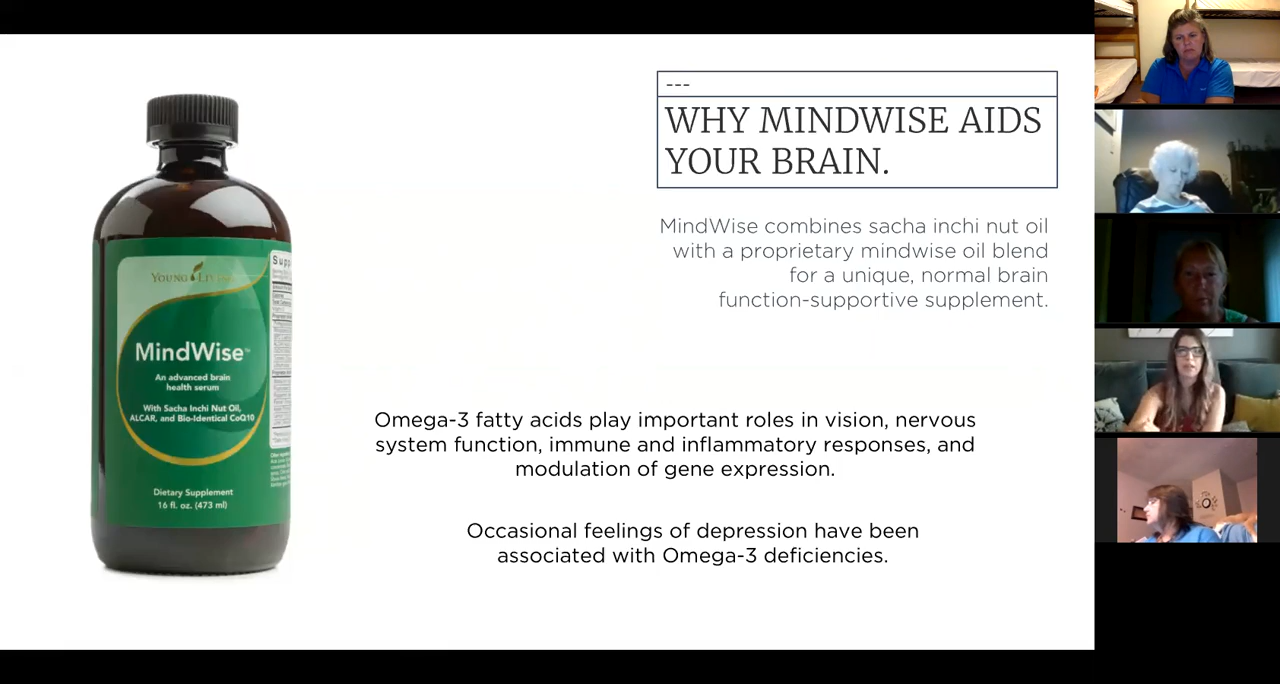 ---
WHY MINDWISE AIDS
YOUR BRAIN.
MindWise combines sacha inchi nut oil
with a proprietary mindwise oil blend
for a unique, normal brain
function-supportive supplement.
Omega-3 fatty acids play important roles in vision, nervous
system function, immune and inflammatory responses, and
modulation of gene expression.
Occasional feelings of depression have been
associated with Omega-3 deficiencies.
YOUNG LIVING
MindWise™
An advanced brain
health serum
With Sacha Inchi Nut Oil,
ALCAR, and Bio-Identical CoQ10
Dietary Supplement
16 fl. oz. (473 ml)
Supp